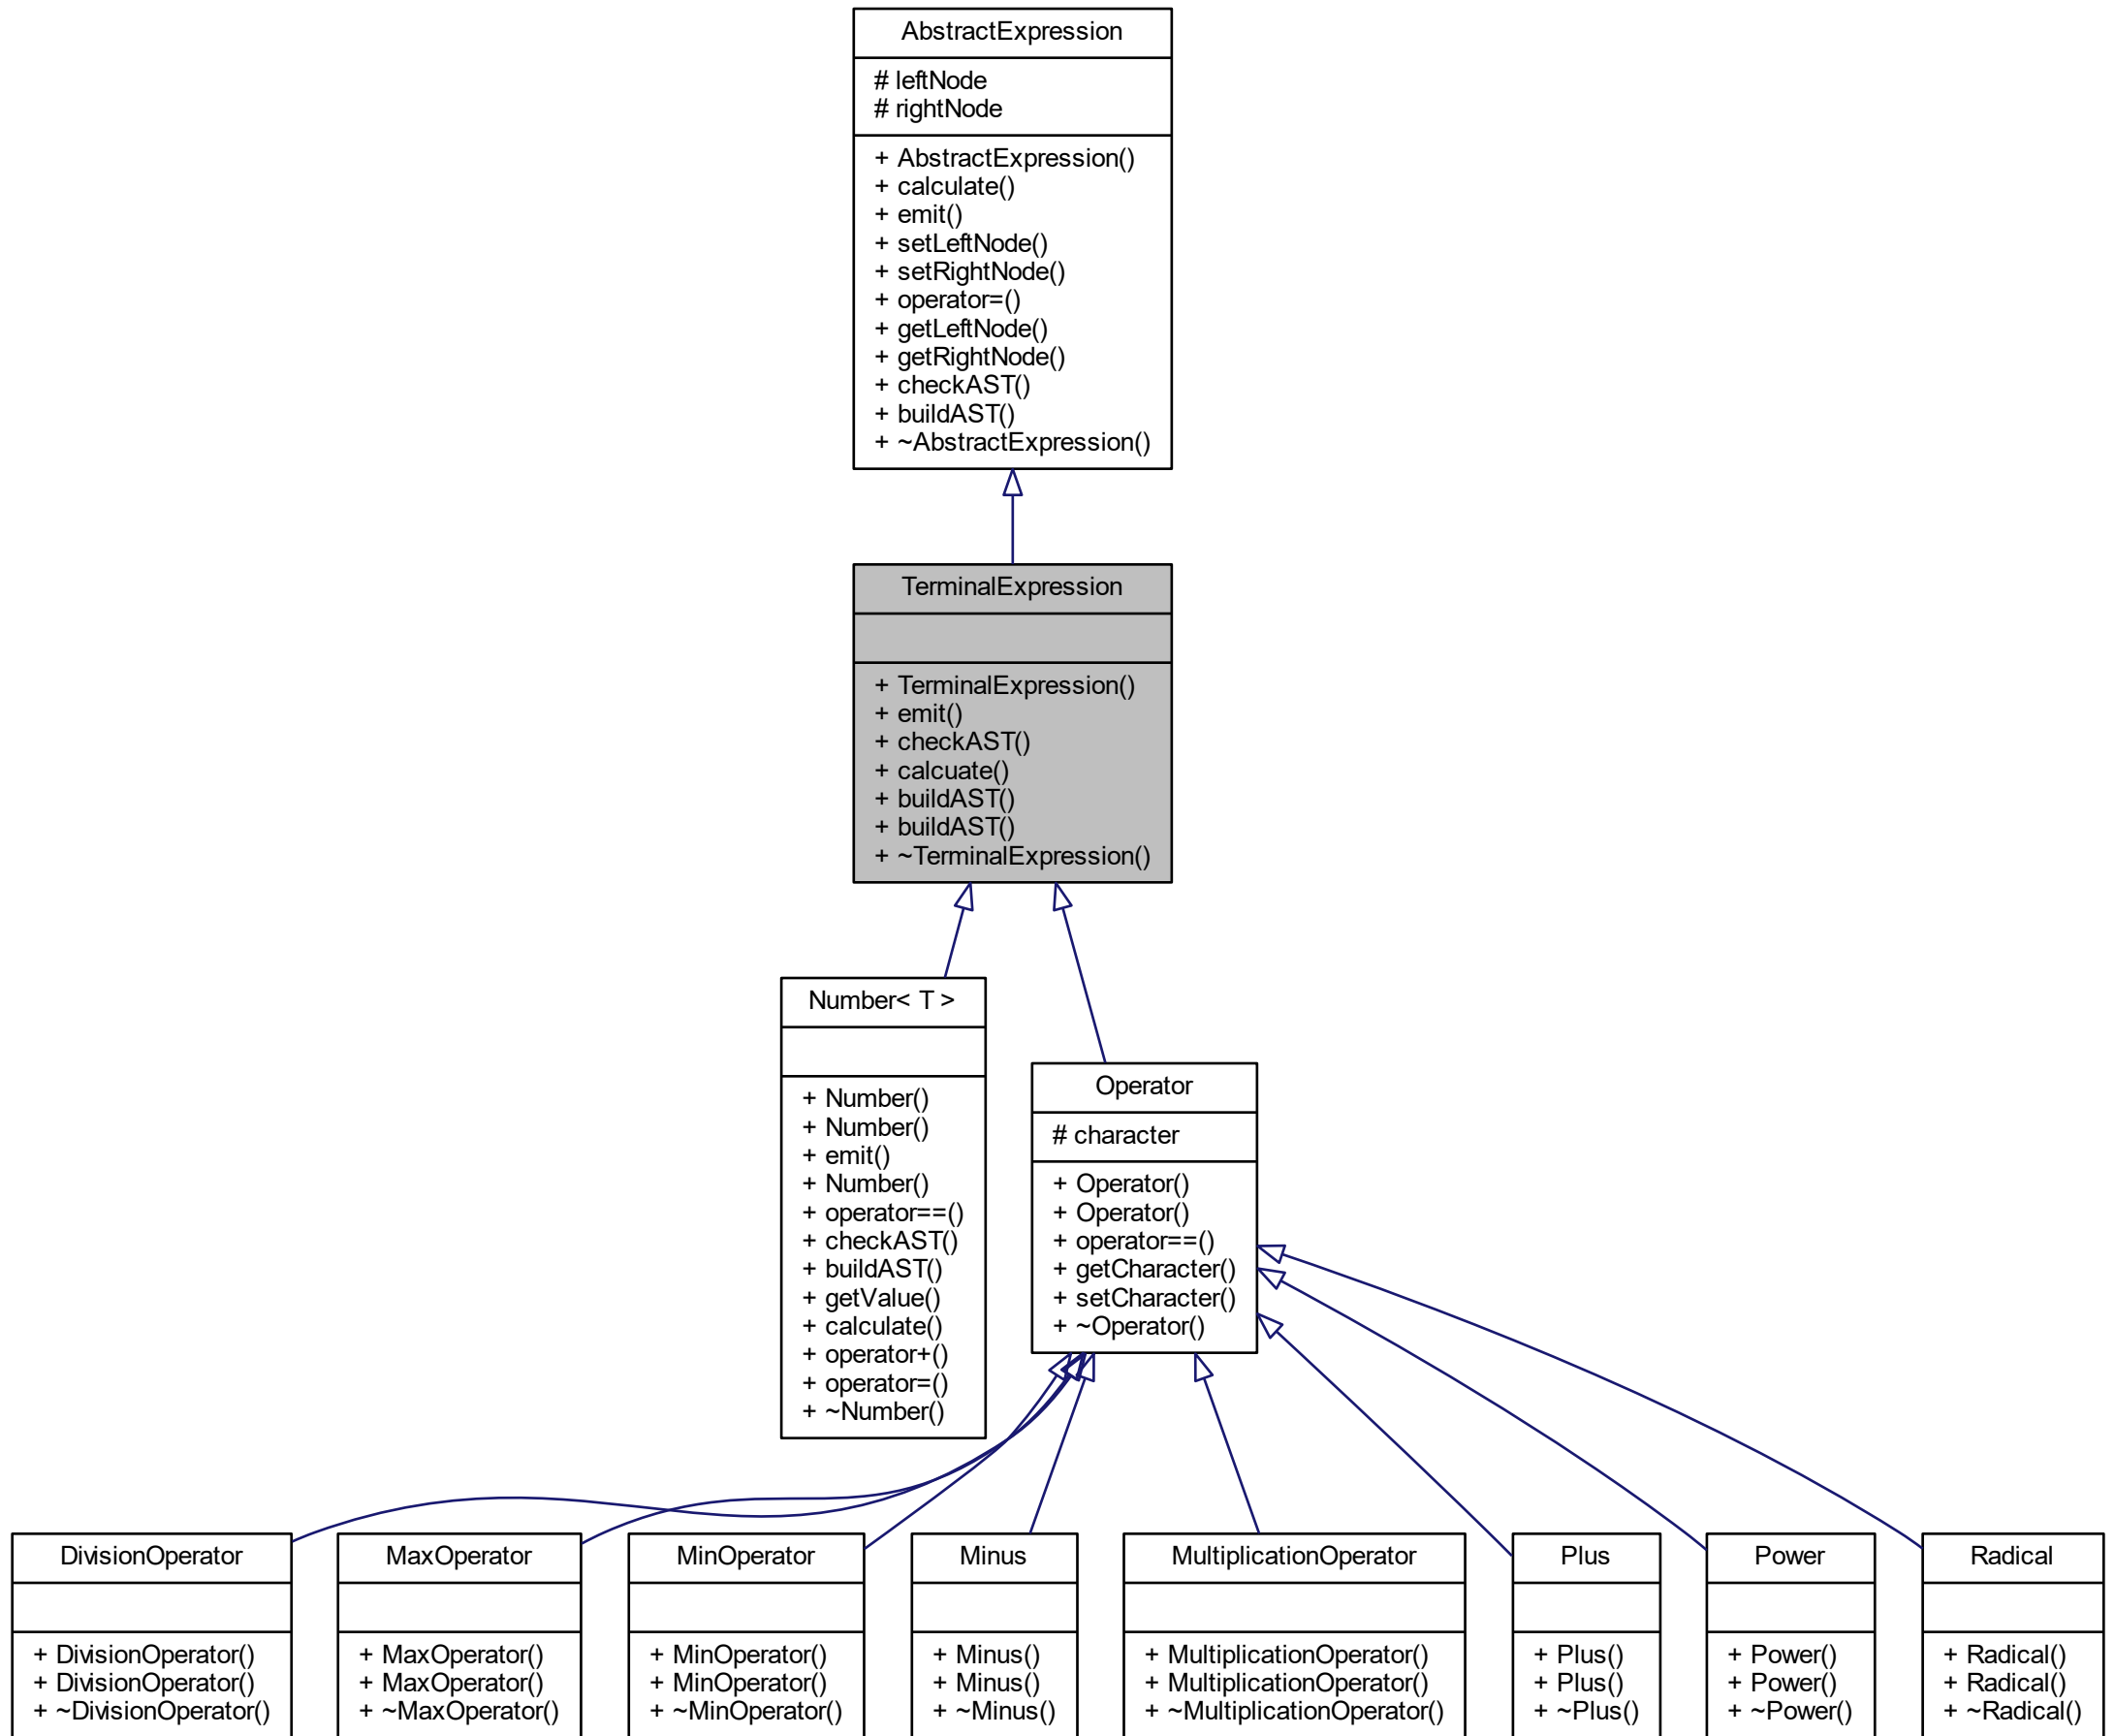 AbstractExpression
# leftNode
# rightNode
+ AbstractExpression()
+ calculate()
+ emit()
+ setLeftNode()
+ setRightNode()
+ operator=()
+ getLeftNode()
+ getRightNode()
+ checkAST()
+ buildAST()
+ ~AbstractExpression()
TerminalExpression
+ TerminalExpression()
+ emit()
+ checkAST()
+ calcuate()
+ buildAST()
+ buildAST()
+ ~TerminalExpression()
Number< T >
+ Number()
+ Number()
+ emit()
+ Number()
+ operator==()
+ checkAST()
+ buildAST()
+ getValue()
+ calculate()
+ operator+()
+ operator=()
+ ~Number()
Operator
# character
+ Operator()
+ Operator()
+ operator==()
+ getCharacter()
+ setCharacter()
+ ~Operator()
DivisionOperator
+ DivisionOperator()
+ DivisionOperator()
+ ~DivisionOperator()
MaxOperator
+ MaxOperator()
+ MaxOperator()
+ ~MaxOperator()
MinOperator
+ MinOperator()
+ MinOperator()
+ ~MinOperator()
Minus
+ Minus()
+ Minus()
+ ~Minus()
MultiplicationOperator
+ MultiplicationOperator()
+ MultiplicationOperator()
+ ~MultiplicationOperator()
Plus
+ Plus()
+ Plus()
+ ~Plus()
Power
+ Power()
+ Power()
+ ~Power()
Radical
+ Radical()
+ Radical()
+ ~Radical()